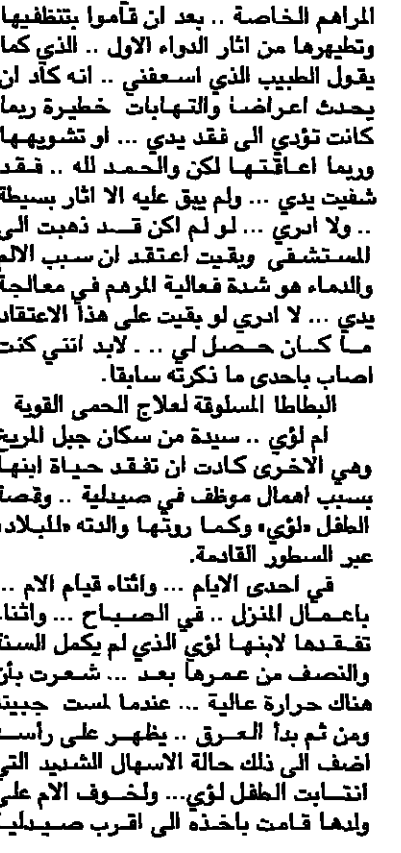 المراهم الخاصة .. بعد ان قاموا بتنظفيها
وتطهيرها من اثار الدواء الاول .. الذي كما
يقول الطبيب الذي اسعفني .. انه كاد ان
يحدث اعراضا والتهابات خطيرة ربما
كانت تؤدي الى فقد يدي ... او تشويهها
وربما اعاقتها لكن والحمد لله .. فقد
شفيت يدي ... ولم يبق عليه الا اثار بسيطة
.. ولا ادري ... لو لم اكن قد ذهبت الى
المستشفى وبقيت اعتقد ان سبب الالم
والدماء هو شدة فعالية المرهم في معالجة
يدي ... لا ادري لو بقيت على هذا الاعتقاد
ما كان حصل لي .. . لابد انني كنت
اصاب باحدى ما ذكرته سابقا.
البطاطا المسلوقة لعلاج الحمى القوية
ام لؤي .. سيدة من سكان جبل المريخ
وهي الاخرى كادت ان تفقد حياة ابنها
بسبب اهمال موظف في صيدلية .. وقصة
الطفل «لؤي» وكما روتها والدته «للبلاد»
عبر السطور القادمة.
في احدى الايام ... واثناء قيام الام ..
باعمال المنزل .. في الصباح ... واثناء
تفقدها لابنها لؤي الذي لم يكمل السنة
والنصف من عمرها بعد ... شعرت بأن
هناك حرارة عالية ... عندما لمست جبينه
ومن ثم بدأ العرق .. يظهر على رأسه
اضف الى ذلك حالة الاسهال الشديد التي
انتابت الطفل لؤي... ولخوف الام على
ولدها قامت باخذه الى اقرب صيدلية